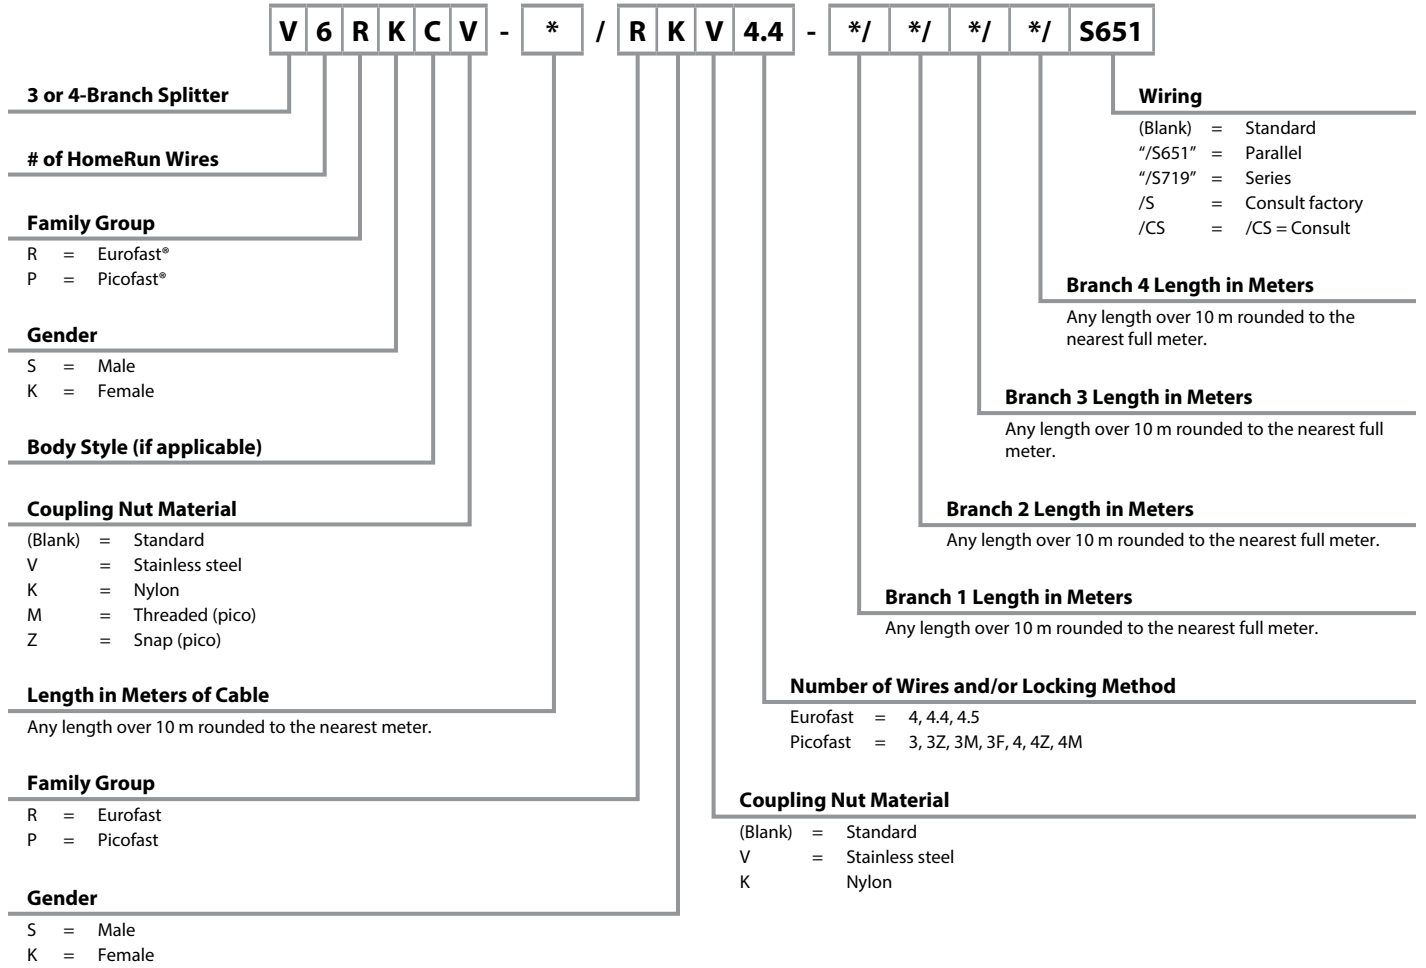 V 6 R K C V - * / R K V 4.4 - */ */ */ */ S651
3 or 4-Branch Splitter
# of HomeRun Wires
Family Group
R = Eurofast®
P = Picofast®
Gender
S = Male
K = Female
Body Style (if applicable)
Coupling Nut Material
(Blank) = Standard
V = Stainless steel
K = Nylon
M = Threaded (pico)
Z = Snap (pico)
Length in Meters of Cable
Any length over 10 m rounded to the nearest meter.
Family Group
R = Eurofast
P = Picofast
Gender
S = Male
K = Female
Wiring
(Blank) = Standard
“/S651” = Parallel
“/S719” = Series
/S = Consult factory
/CS = /CS = Consult
Branch 4 Length in Meters
Any length over 10 m rounded to the
nearest full meter.
Branch 3 Length in Meters
Any length over 10 m rounded to the nearest full
meter.
Branch 2 Length in Meters
Any length over 10 m rounded to the nearest full meter.
Branch 1 Length in Meters
Any length over 10 m rounded to the nearest full meter.
Number of Wires and/or Locking Method
Eurofast = 4, 4.4, 4.5
Picofast = 3, 3Z, 3M, 3F, 4, 4Z, 4M
Coupling Nut Material
(Blank) = Standard
V = Stainless steel
K Nylon